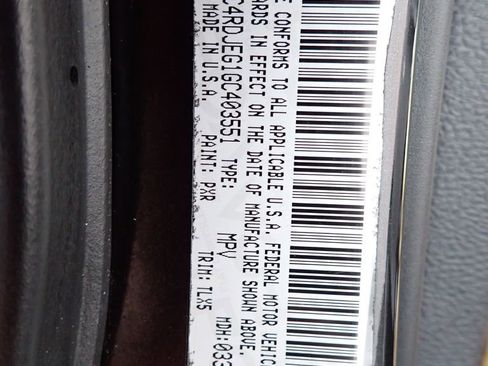 E CONFORMS TO ALL APPLICABLE U.S.A. FEDERAL MOTOR VEHIC
ARDS IN EFFECT ON THE DATE OF MANUFACTURE SHOWN ABOVE.
C4RDJEG1GC403551 TYPE: MPV MDH:033
MADE IN U.S.A. PAINT: PXR TRIM: TLX5